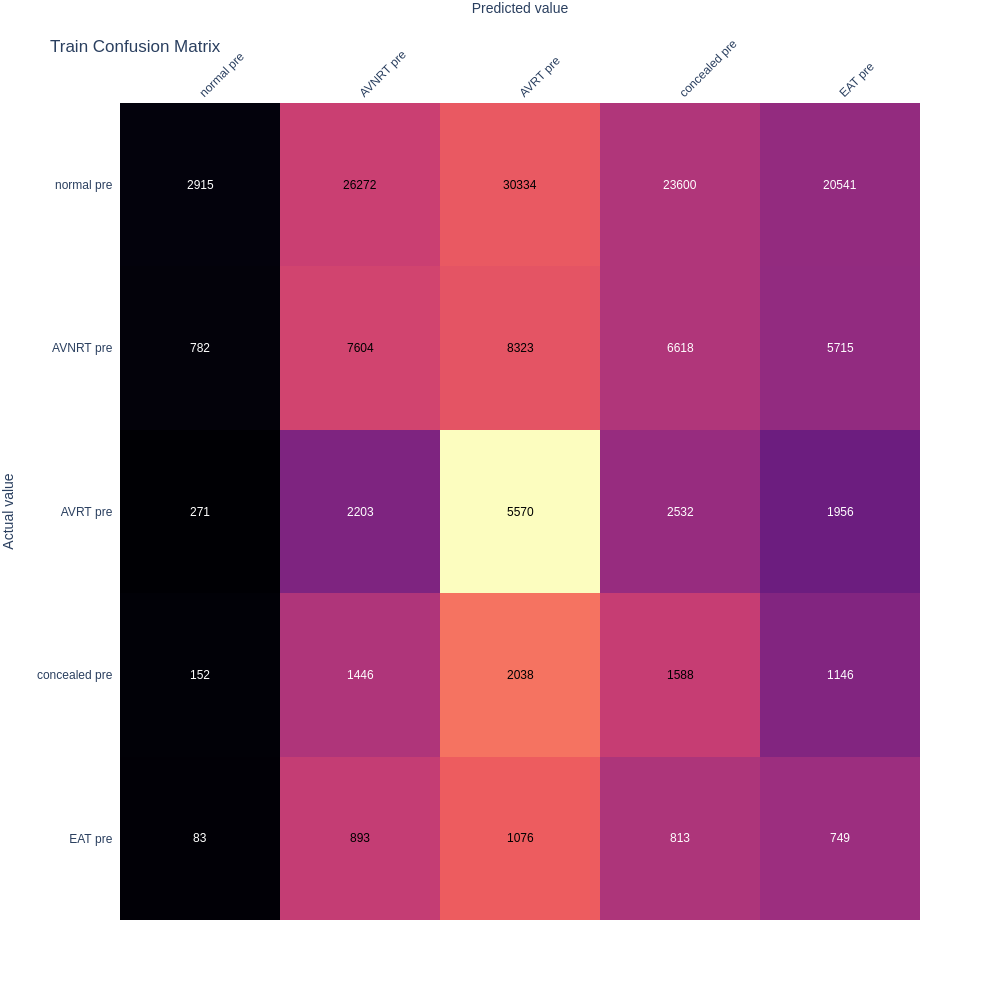 Predicted value
Train Confusion Matrix
normal pre AVNRT pre AVRT pre concealed pre EAT pre
normal pre 2915 26272 30334 23600 20541
AVNRT pre 782 7604 8323 6618 5715
Actual value
AVRT pre 271 2203 5570 2532 1956
concealed pre 152 1446 2038 1588 1146
EAT pre 83 893 1076 813 749